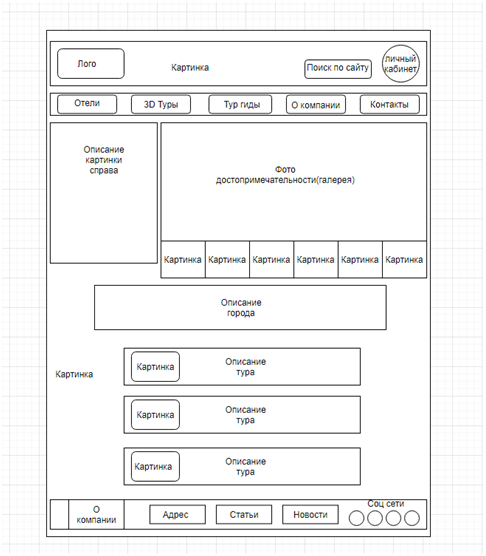 Лого
Картинка
Поиск по сайту
личный
кабинет
Отели
3D Туры
Тур гиды
О компании
Контакты
Описание
картинки
справа
Фото
достопримечательности(галерея)
Картинка
Картинка
Картинка
Картинка
Картинка
Картинка
Описание
города
Картинка
Картинка
Описание
тура
Картинка
Описание
тура
Картинка
Описание
тура
О
компании
Адрес
Статьи
Новости
Соц сети